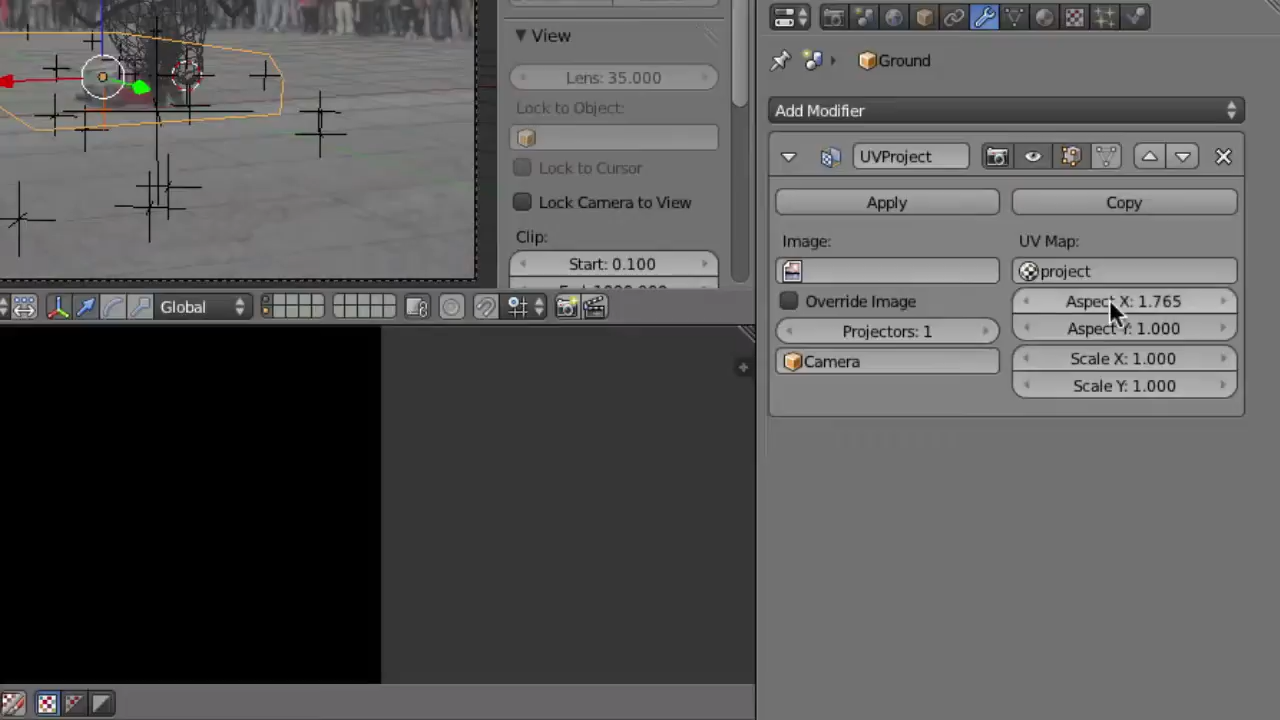 View
Lens: 35.000
Lock to Object:
Lock to Cursor
Lock Camera to View
Clip:
Start: 0.100
Global
Ground
Add Modifier
UVProject
Apply
Copy
Image:
UV Map:
project
Override Image
Aspect X: 1.765
Projectors: 1
Aspect Y: 1.000
Camera
Scale X: 1.000
Scale Y: 1.000